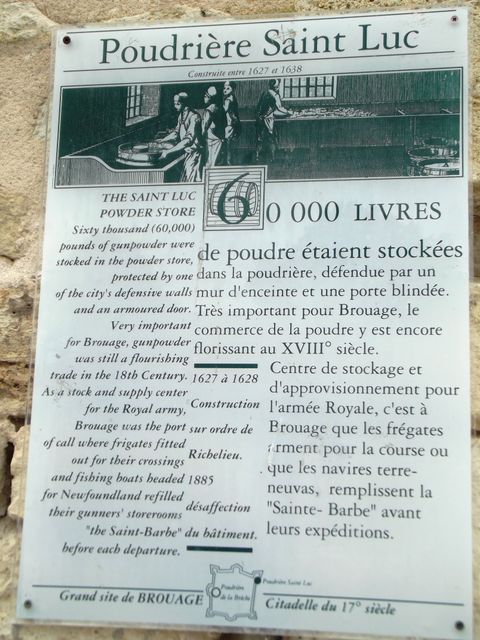 Poudrière Saint Luc
Construite entre 1627 et 1638
THE SAINT LUC
POWDER STORE
Sixty thousand (60,000)
pounds of gunpowder were
stocked in the powder store,
protected by one
of the city's defensive walls
and an armoured door.
Very important
for Brouage, gunpowder
was still a flourishing
trade in the 18th Century.
As a stock and supply center
for the Royal army,
Brouage was the port
of call where frigates fitted
out for their crossings
and fishing boats headed
for Newfoundland refilled
their gunners' storerooms
"the Saint-Barbe"
before each departure.
60 000 LIVRES
de poudre étaient stockées
dans la poudrière, défendue par un
mur d'enceinte et une porte blindée.
Très important pour Brouage, le
commerce de la poudre y est encore
florissant au XVIII° siècle.
1627 à 1628
Construction
sur ordre de
Richelieu.
1885
désaffection
du bâtiment.
Centre de stockage et
d'approvisionnement pour
l'armée Royale, c'est à
Brouage que les frégates
arment pour la course ou
que les navires terre-
neuvas, remplissent la
"Sainte- Barbe" avant
leurs expéditions.
Grand site de BROUAGE
Poudrière
de la Brèche
Poudrière Saint Luc
Citadelle du 17° siècle